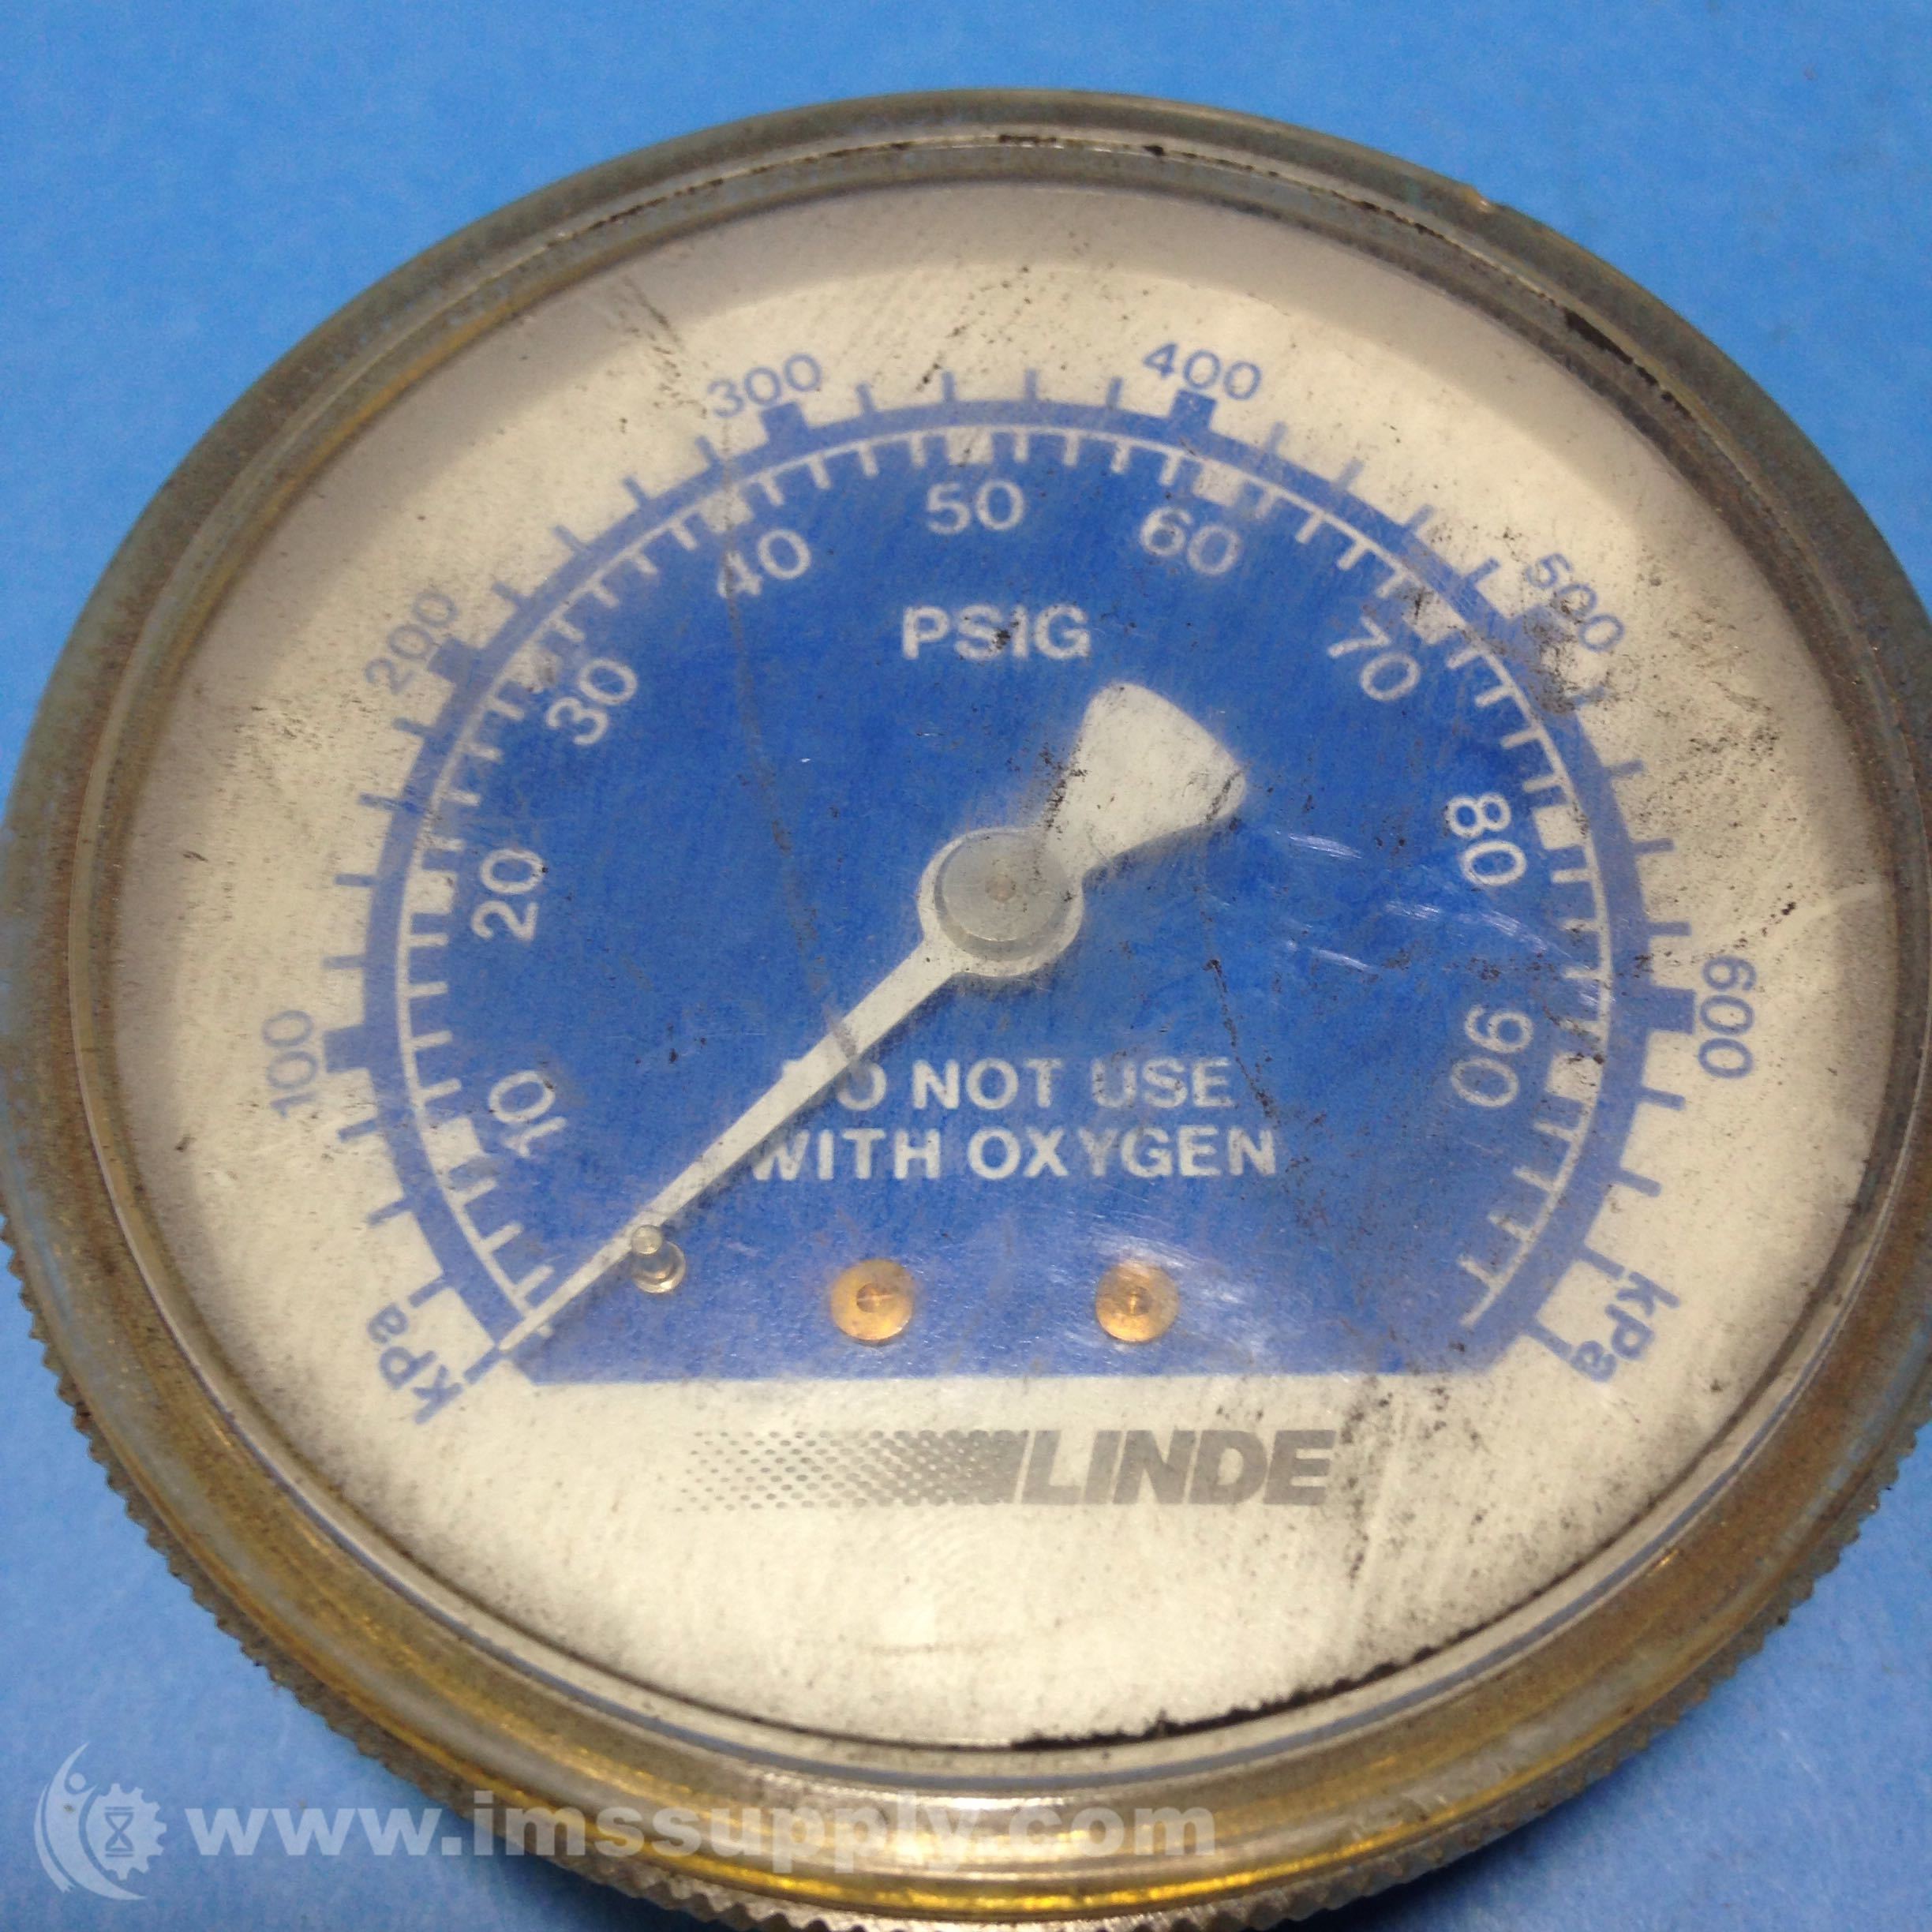 300 400
200 500
100 600
40 50 60
30 70
20 80
10 90
PSIG
DO NOT USE
WITH OXYGEN
kPa kPa
LINDE
www.imssupply.com